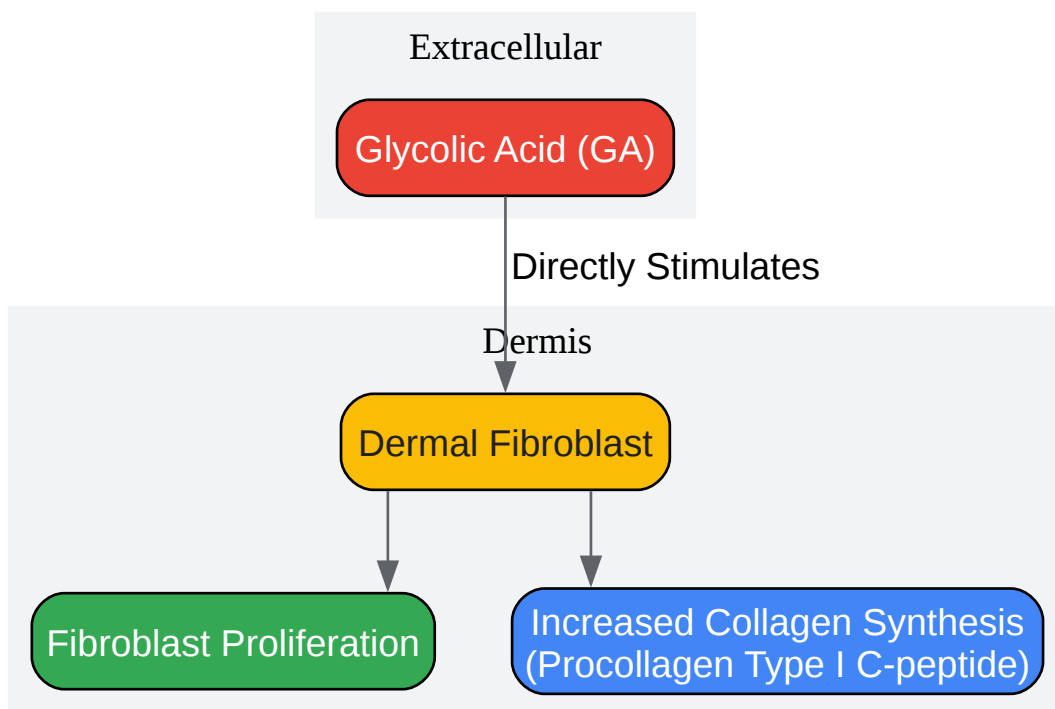 Extracellular
Glycolic Acid (GA)
Directly Stimulates
Dermis
Dermal Fibroblast
Fibroblast Proliferation
Increased Collagen Synthesis
(Procollagen Type I C-peptide)